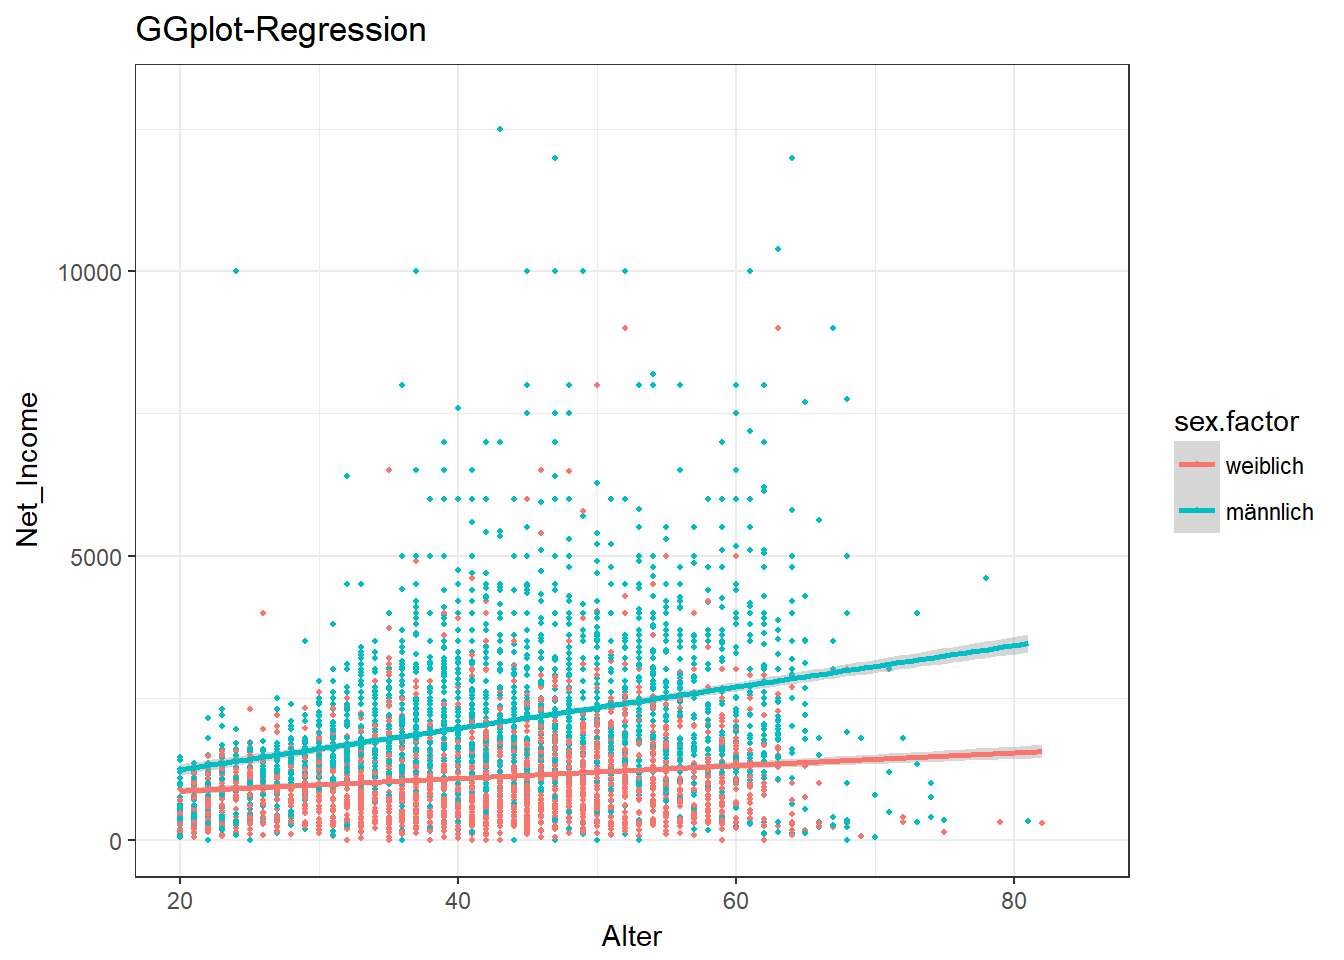 GGplot-Regression
Net_Income
10000
5000
0
20
40
60
80
Alter
sex.factor
weiblich
männlich